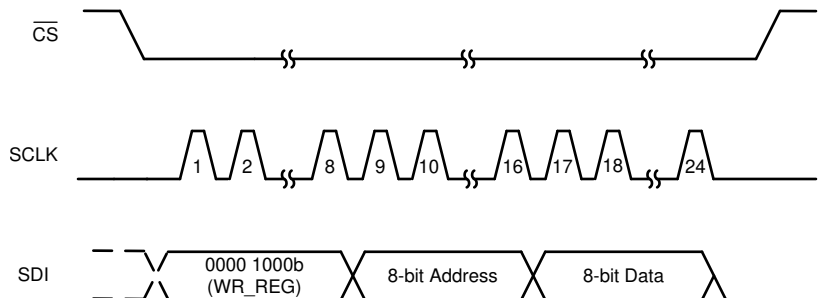 CS
SCLK
1 2 8 9 10 16 17 18 24
SDI
0000 1000b
(WR_REG)
8-bit Address
8-bit Data